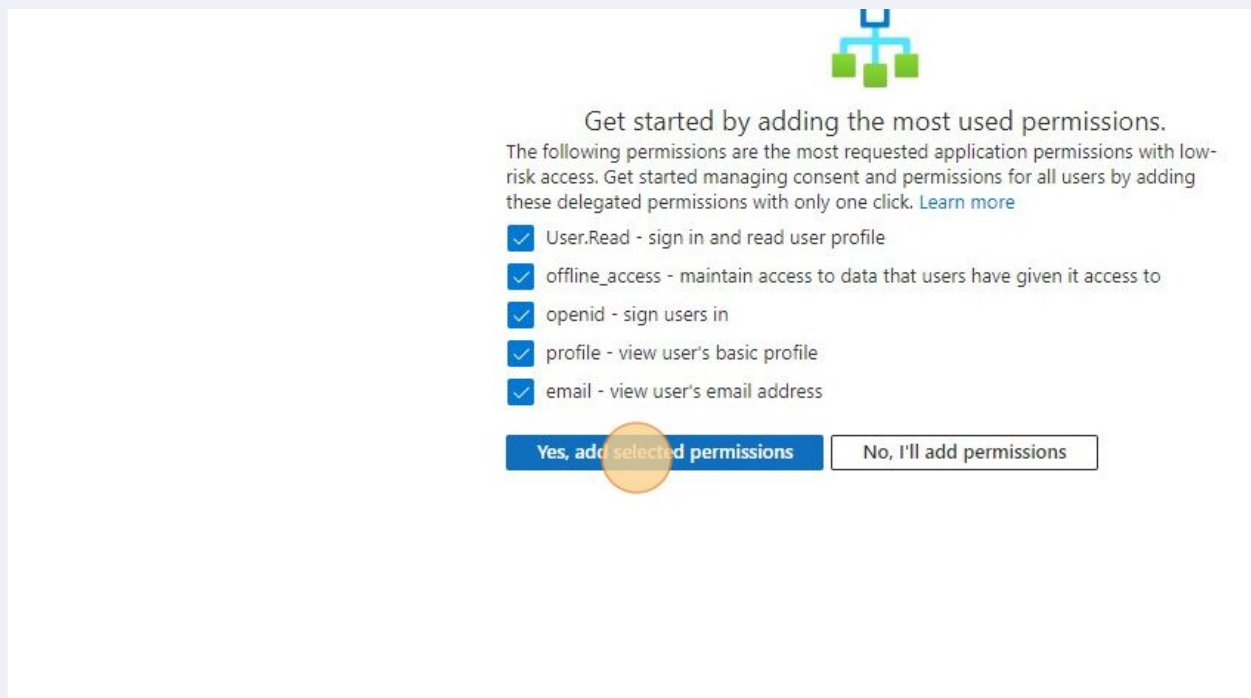 Get started by adding the most used permissions.
The following permissions are the most requested application permissions with low-
risk access. Get started managing consent and permissions for all users by adding
these delegated permissions with only one click. Learn more
User.Read - sign in and read user profile
offline_access - maintain access to data that users have given it access to
openid - sign users in
profile - view user's basic profile
email - view user's email address
Yes, add selected permissions
No, I'll add permissions